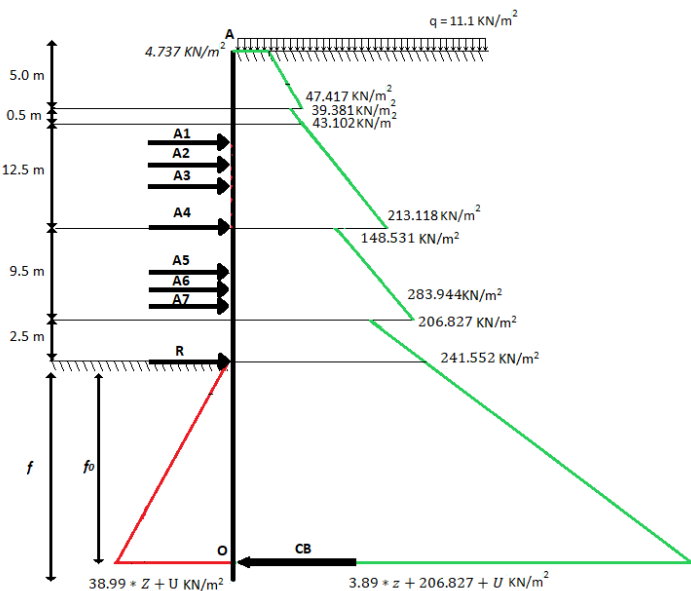 q = 11.1 KN/m²
A
4.737 KN/m²
5.0 m
47.417 KN/m²
0.5 m
39.381 KN/m²
43.102 KN/m²
A1
A2
12.5 m
A3
A4
213.118 KN/m²
148.531 KN/m²
A5
9.5 m
A6
A7
283.944KN/m²
206.827 KN/m²
2.5 m
R
241.552 KN/m²
f
f0
O
CB
38.99 * Z + U KN/m²
3.89 * z + 206.827 + U KN/m²